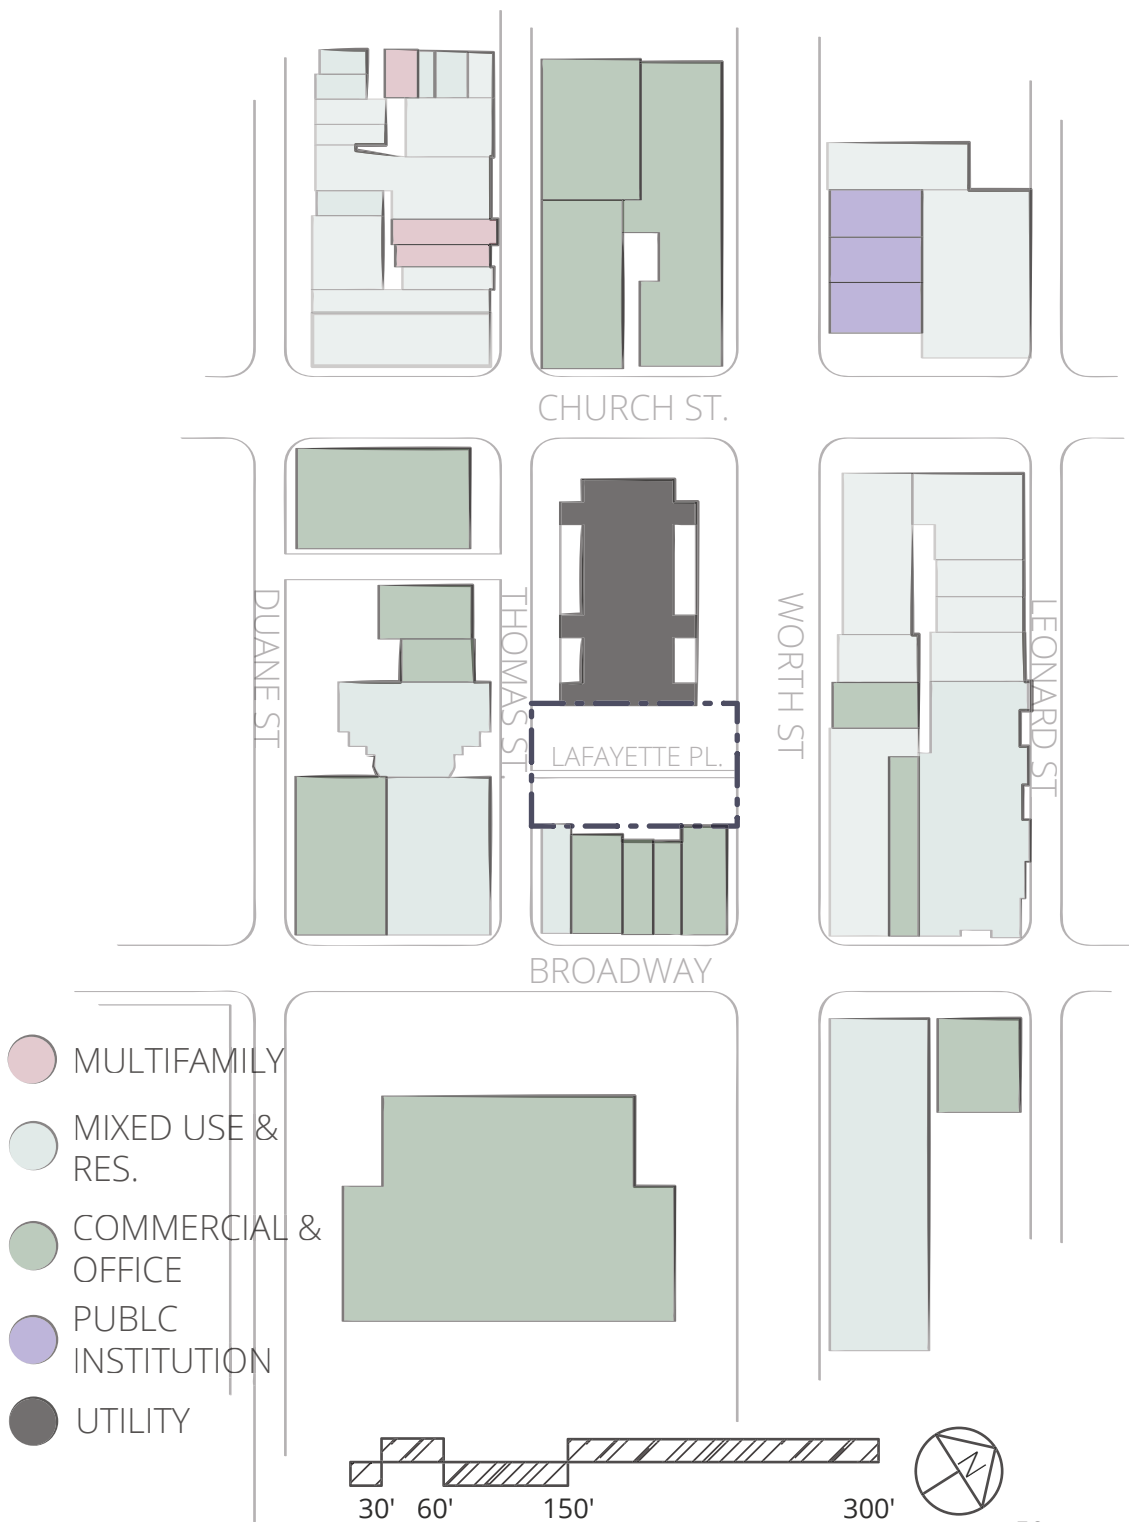 CHURCH ST.
DUANE ST
THOMAS ST.
WORTH ST
LEONARD ST
LAFAYETTE PL.
BROADWAY
MULTIFAMILY
MIXED USE &
RES.
COMMERCIAL &
OFFICE
PUBLC
INSTITUTION
UTILITY
30' 60' 150' 300'
N